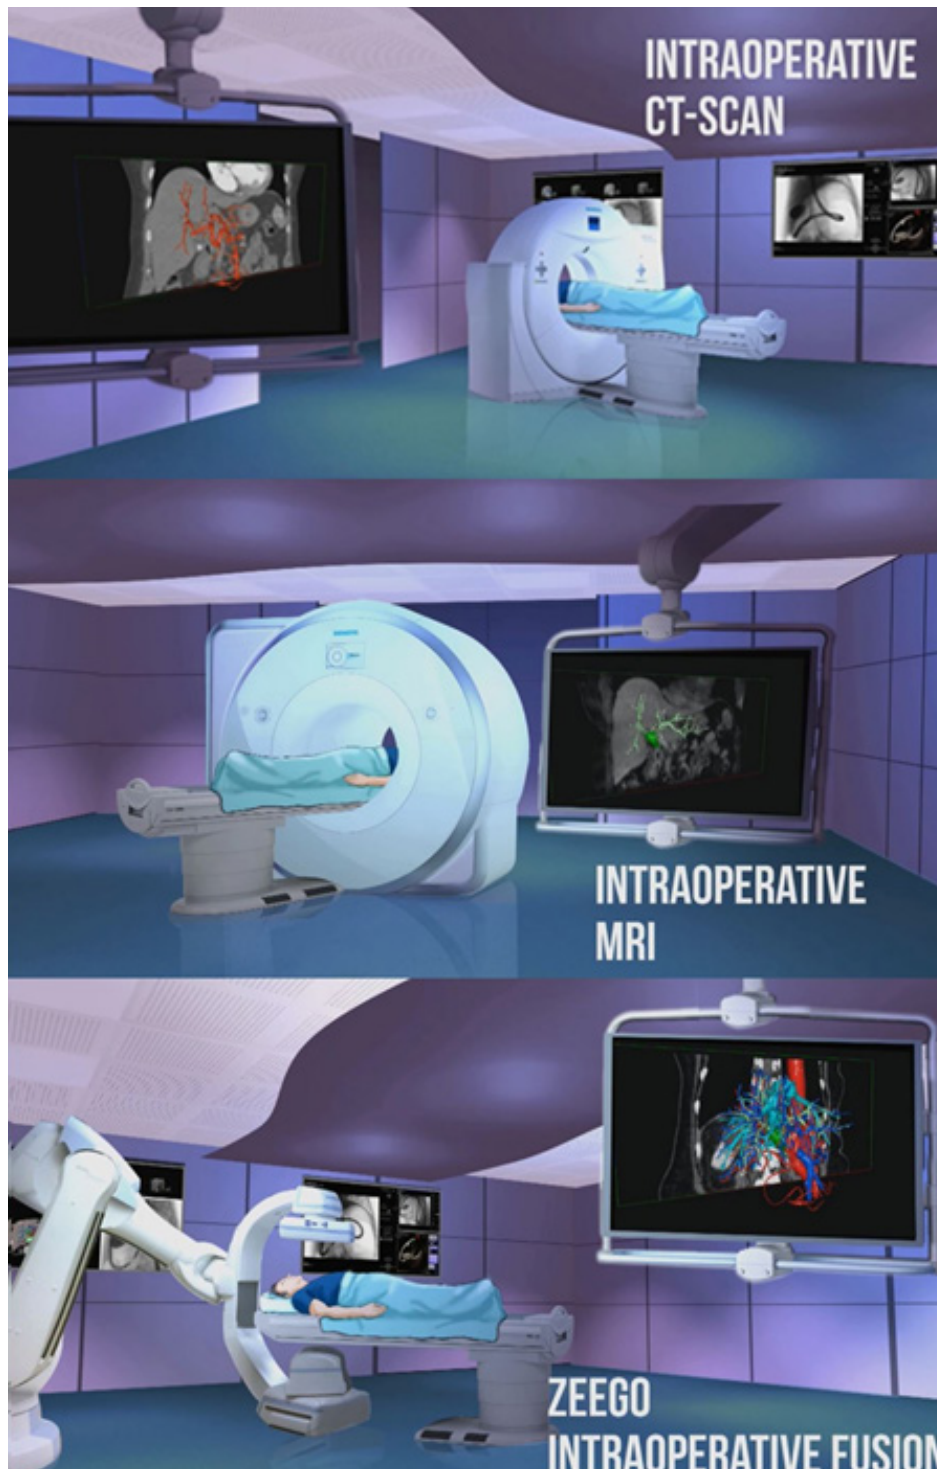 INTRAOPERATIVE
CT-SCAN
INTRAOPERATIVE
MRI
ZEEGO
INTRAOPERATIVE FUSION